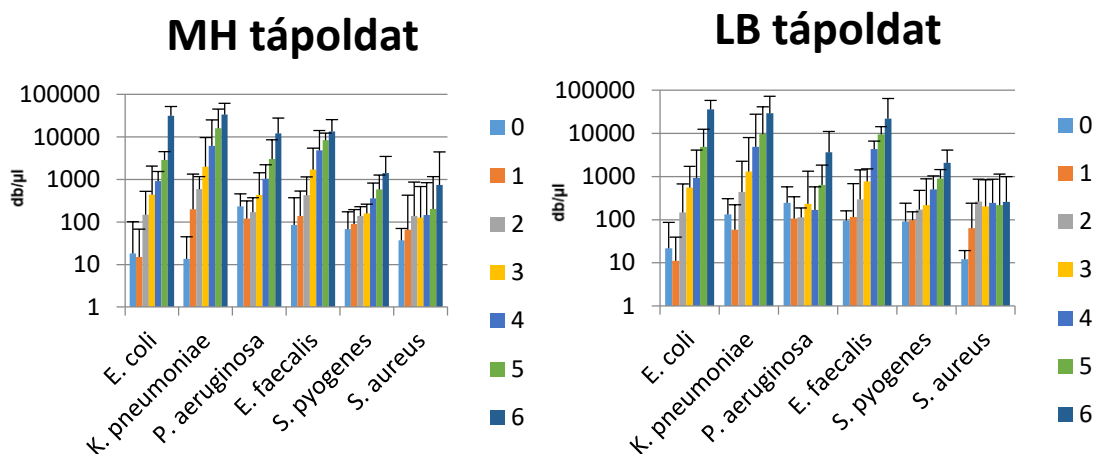 MH tápoldat
db/µl
100000
10000
1000
100
10
1
E. coli
K. pneumoniae
P. aeruginosa
E. faecalis
S. pyogenes
S. aureus
0
1
2
3
4
5
6
LB tápoldat
db/µl
100000
10000
1000
100
10
1
E. coli
K. pneumoniae
P. aeruginosa
E. faecalis
S. pyogenes
S. aureus
0
1
2
3
4
5
6